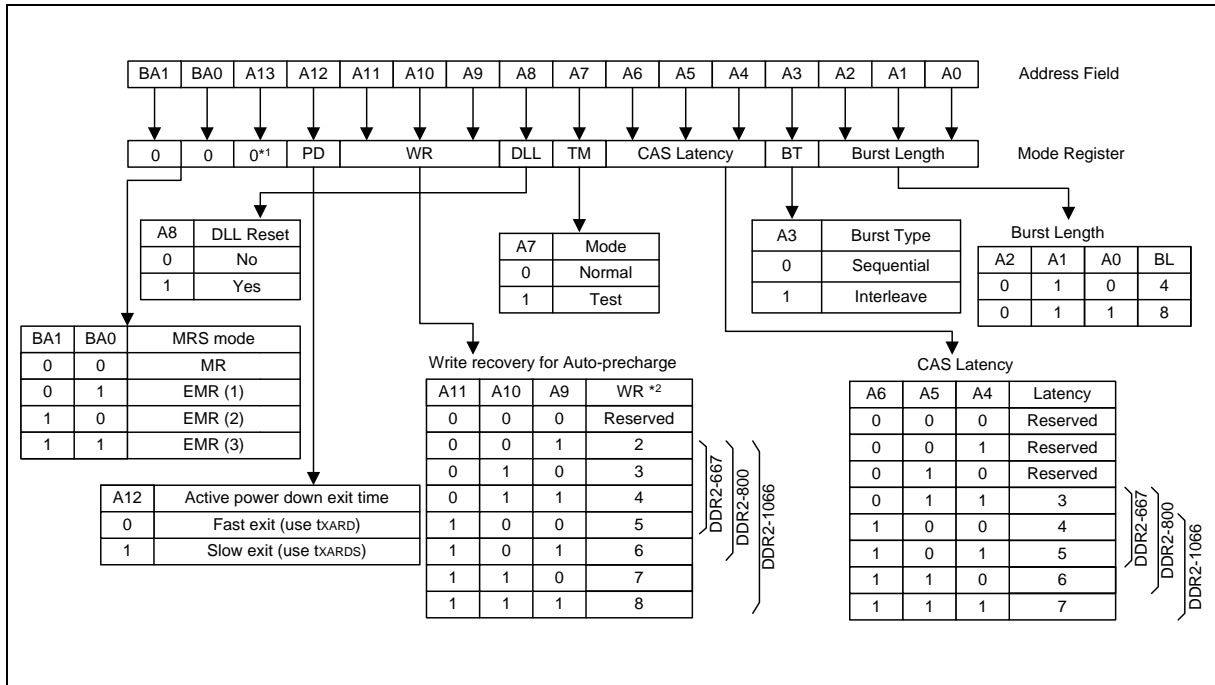 BA1 BA0 A13 A12 A11 A10 A9 A8 A7 A6 A5 A4 A3 A2 A1 A0 Address Field
0 0 0*1 PD WR DLL TM CAS Latency BT Burst Length Mode Register
A8 DLL Reset
0 No
1 Yes
A7 Mode
0 Normal
1 Test
A3 Burst Type
0 Sequential
1 Interleave
Burst Length
A2 A1 A0 BL
0 1 0 4
0 1 1 8
BA1 BA0 MRS mode
0 0 MR
0 1 EMR (1)
1 0 EMR (2)
1 1 EMR (3)
A12 Active power down exit time
0 Fast exit (use tXARD)
1 Slow exit (use tXARDS)
Write recovery for Auto-precharge
A11 A10 A9 WR *2
0 0 0 Reserved
0 0 1 2
0 1 0 3
0 1 1 4
1 0 0 5
1 0 1 6
1 1 0 7
1 1 1 8
DDR2-667
DDR2-800
DDR2-1066
CAS Latency
A6 A5 A4 Latency
0 0 0 Reserved
0 0 1 Reserved
0 1 0 Reserved
0 1 1 3
1 0 0 4
1 0 1 5
1 1 0 6
1 1 1 7
DDR2-667
DDR2-800
DDR2-1066